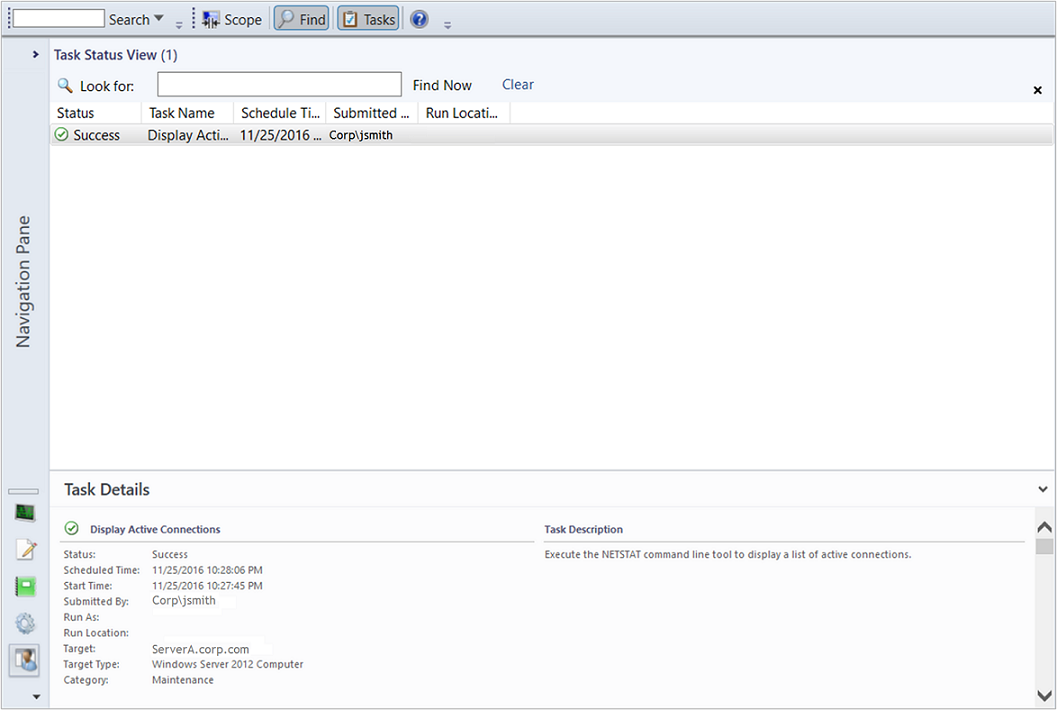 Search Scope Find Tasks
Task Status View (1)
Look for: Find Now Clear
Status Task Name Schedule Ti... Submitted ... Run Locati...
Success Display Acti... 11/25/2016 ... Corp\jsmith
Navigation Pane
Task Details
Display Active Connections
Status: Success
Scheduled Time: 11/25/2016 10:28:06 PM
Start Time: 11/25/2016 10:27:45 PM
Submitted By: Corp\jsmith
Run As:
Run Location:
Target: ServerA.corp.com
Target Type: Windows Server 2012 Computer
Category: Maintenance
Task Description
Execute the NETSTAT command line tool to display a list of active connections.